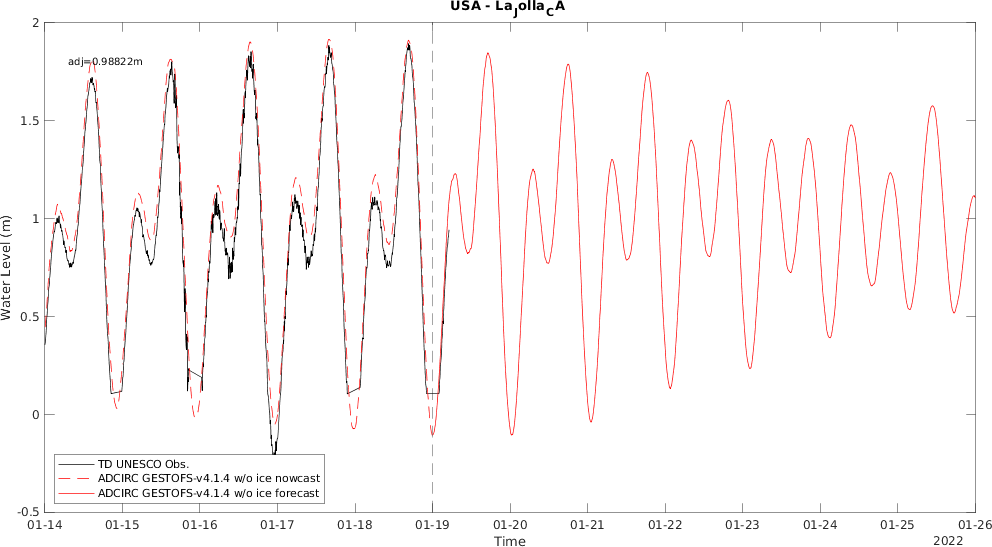 USA - LaJollaCA
adj=0.98822m
Water Level (m)
2
1.5
1
0.5
0
-0.5
TD UNESCO Obs.
ADCIRC GESTOFS-v4.1.4 w/o ice nowcast
ADCIRC GESTOFS-v4.1.4 w/o ice forecast
01-14 01-15 01-16 01-17 01-18 01-19 01-20 01-21 01-22 01-23 01-24 01-25 01-26
Time
2022